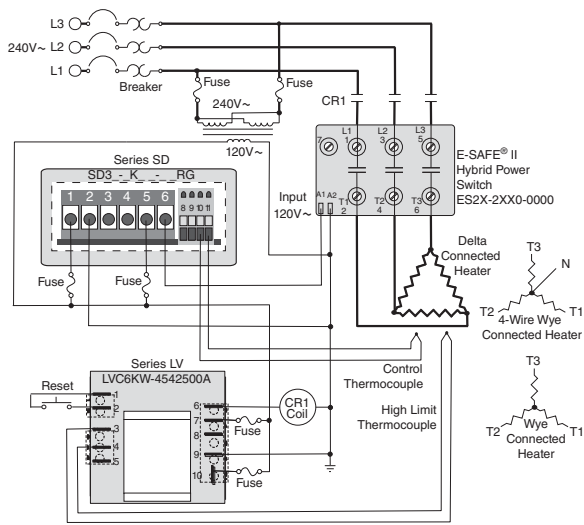 L3
240V~ L2
L1
Breaker
Fuse
Fuse
240V~
120V~
CR1
L1
L2
L3
7
1
3
5
E-SAFE® II
Hybrid Power
Switch
ES2X-2XX0-0000
Input
120V~
A1 A2
T1
T2
T3
2
4
6
Series SD
SD3_-_K_ _-_ _RG
1 2 3 4 5 6
8 9 10 11
Fuse
Fuse
Delta
Connected
Heater
T3
N
T2
T1
4-Wire Wye
Connected Heater
Control
Thermocouple
High Limit
Thermocouple
T3
T2
T1
Wye
Connected
Heater
Series LV
LVC6KW-4542500A
Reset
1
2
3
4
5
6
7
8
9
10
CR1
Coil
Fuse
Fuse